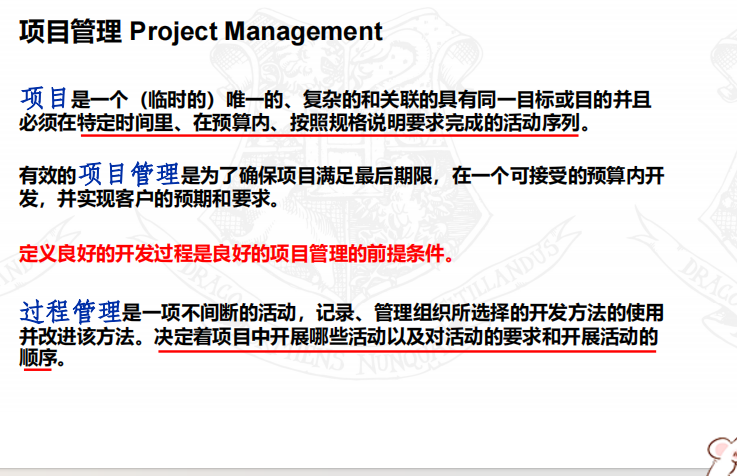 项目管理 Project Management
项目是一个（临时的）唯一的、复杂的和关联的具有同一目标或目的并且
必须在特定时间里、在预算内、按照规格说明要求完成的活动序列。
有效的项目管理是为了确保项目满足最后期限，在一个可接受的预算内开
发，并实现客户的预期和要求。
定义良好的开发过程是良好的项目管理的前提条件。
过程管理是一项不间断的活动，记录、管理组织所选择的开发方法的使用
并改进该方法。决定着项目中开展哪些活动以及对活动的要求和开展活动的
顺序。